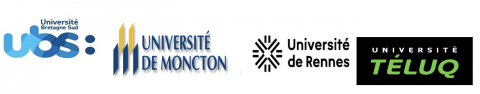 Université
Bretagne Sud
ubs:
UNIVERSITÉ
DE MONCTON
Université
de Rennes
UNIVERSITÉ
TÉLUQ